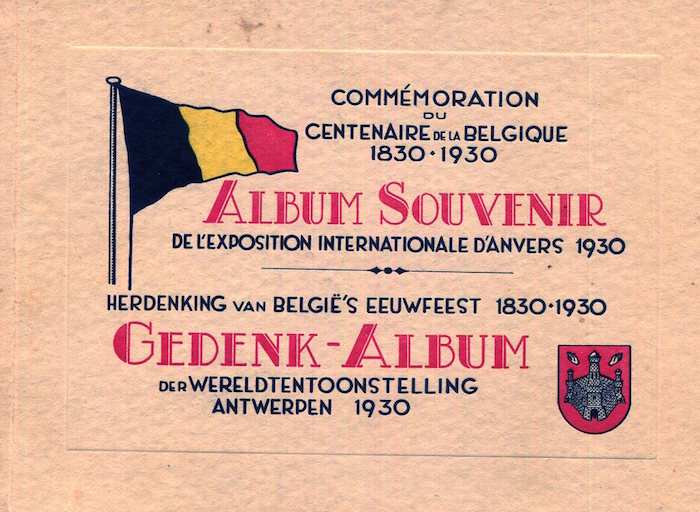 COMMÉMORATION
DU
CENTENAIRE DE LA BELGIQUE
1830·1930
ALBUM SOUVENIR
DE L'EXPOSITION INTERNATIONALE D'ANVERS 1930
HERDENKING VAN BELGIË'S EEUWFEEST 1830·1930
GEDENK-ALBUM
DER WERELDTENTOONSTELLING
ANTWERPEN 1930